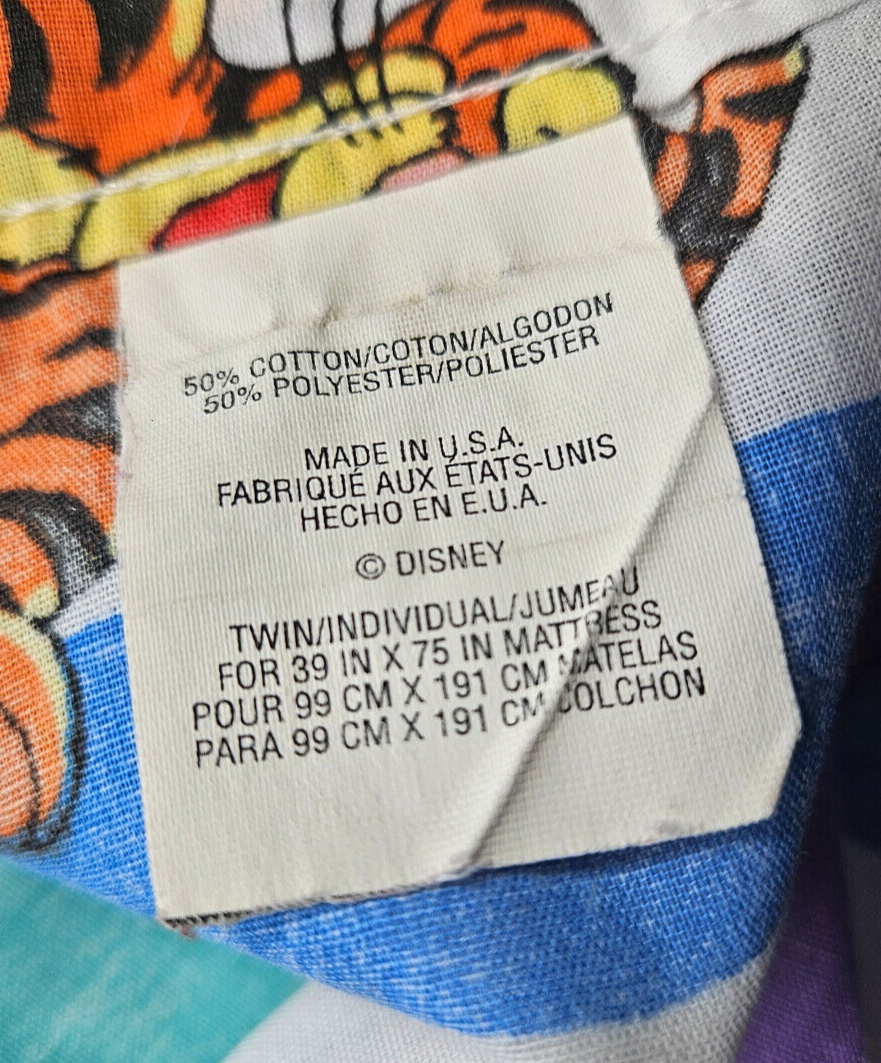 50% COTTON/COTON/ALGODON
50% POLYESTER/POLIESTER
MADE IN U.S.A.
FABRIQUÉ AUX ÉTATS-UNIS
HECHO EN E.U.A.
© DISNEY
TWIN/INDIVIDUAL/JUMEAU
FOR 39 IN X 75 IN MATTRESS
POUR 99 CM X 191 CM MATELAS
PARA 99 CM X 191 CM COLCHON